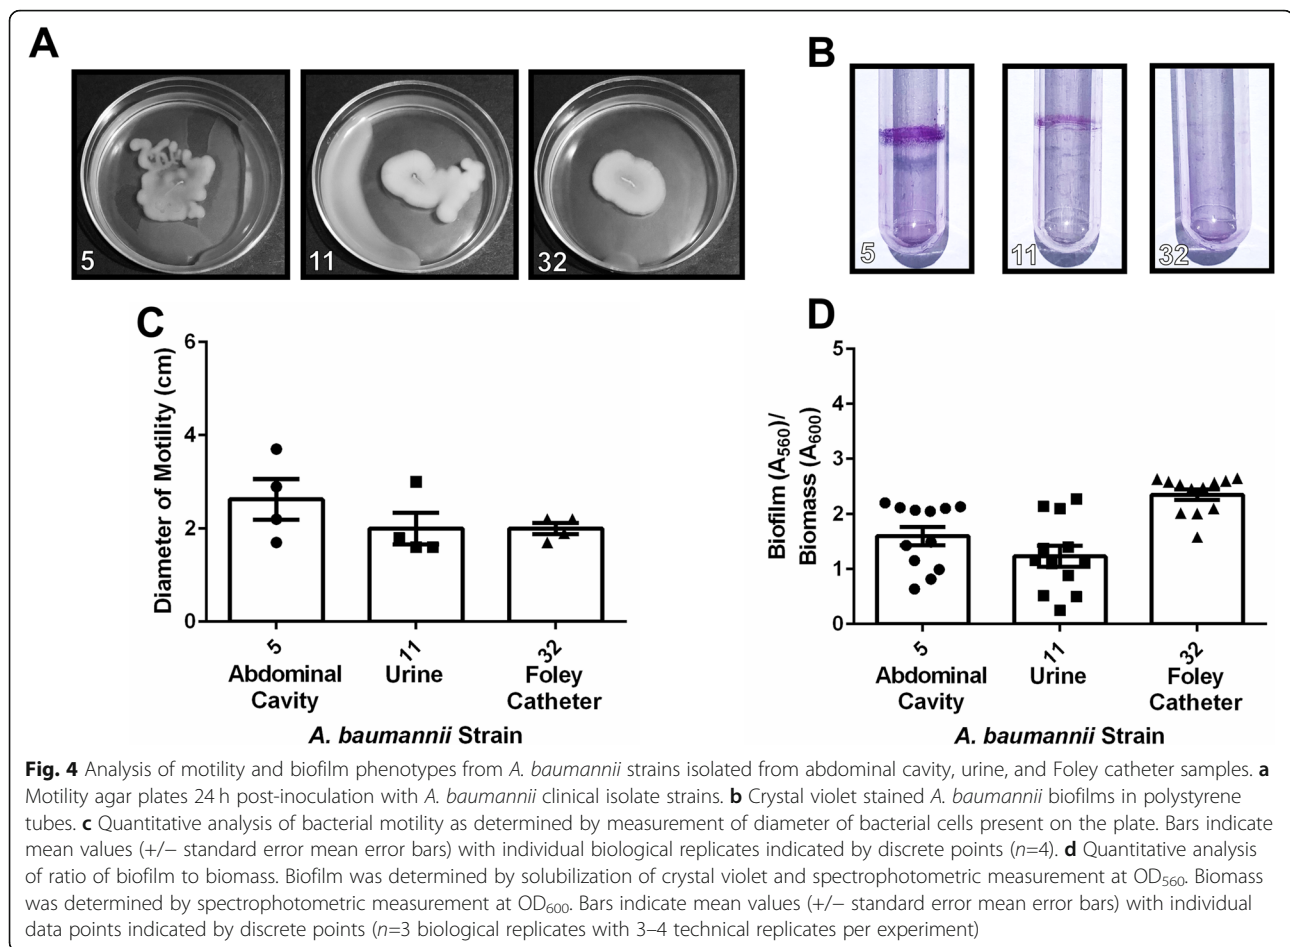 A
B
5
11
32
5
11
32
C
Diameter of Motility (cm)
6
4
2
0
5
11
32
Abdominal Cavity
Urine
Foley Catheter
A. baumannii Strain
D
Biofilm (A560)/
Biomass (A600)
5
4
3
2
1
0
5
11
32
Abdominal Cavity
Urine
Foley Catheter
A. baumannii Strain
Fig. 4 Analysis of motility and biofilm phenotypes from A. baumannii strains isolated from abdominal cavity, urine, and Foley catheter samples. a
Motility agar plates 24 h post-inoculation with A. baumannii clinical isolate strains. b Crystal violet stained A. baumannii biofilms in polystyrene
tubes. c Quantitative analysis of bacterial motility as determined by measurement of diameter of bacterial cells present on the plate. Bars indicate
mean values (+/− standard error mean error bars) with individual biological replicates indicated by discrete points (n=4). d Quantitative analysis
of ratio of biofilm to biomass. Biofilm was determined by solubilization of crystal violet and spectrophotometric measurement at OD560. Biomass
was determined by spectrophotometric measurement at OD600. Bars indicate mean values (+/− standard error mean error bars) with individual
data points indicated by discrete points (n=3 biological replicates with 3–4 technical replicates per experiment)